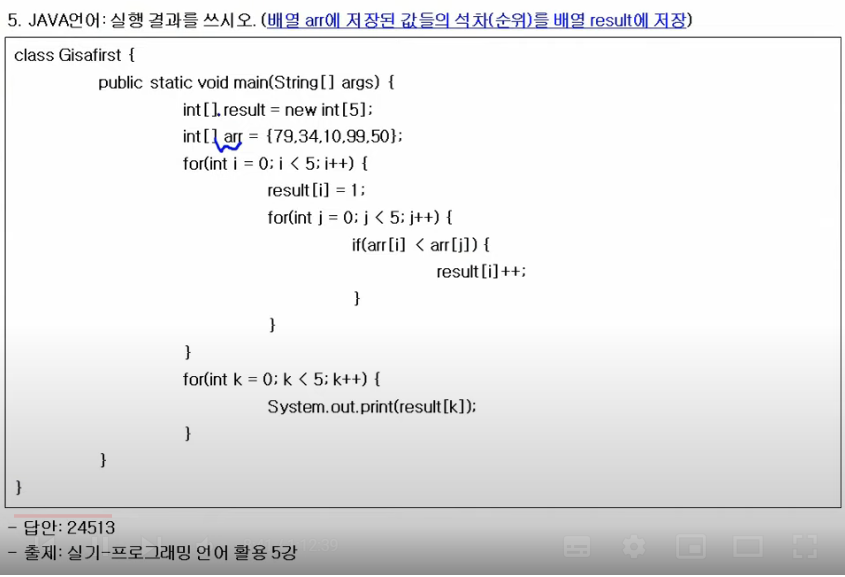 5. JAVA언어: 실행 결과를 쓰시오. (배열 arr에 저장된 값들의 석차(순위)를 배열 result에 저장)
class Gisafirst {
public static void main(String[] args) {
int[] result = new int[5];
int[] arr = {79,34,10,99,50};
for(int i = 0; i < 5; i++) {
result[i] = 1;
for(int j = 0; j < 5; j++) {
if(arr[i] < arr[j]) {
result[i]++;
}
}
}
for(int k = 0; k < 5; k++) {
System.out.print(result[k]);
}
}
}
- 답안: 24513
- 출제: 실기-프로그래밍 언어 활용 5강